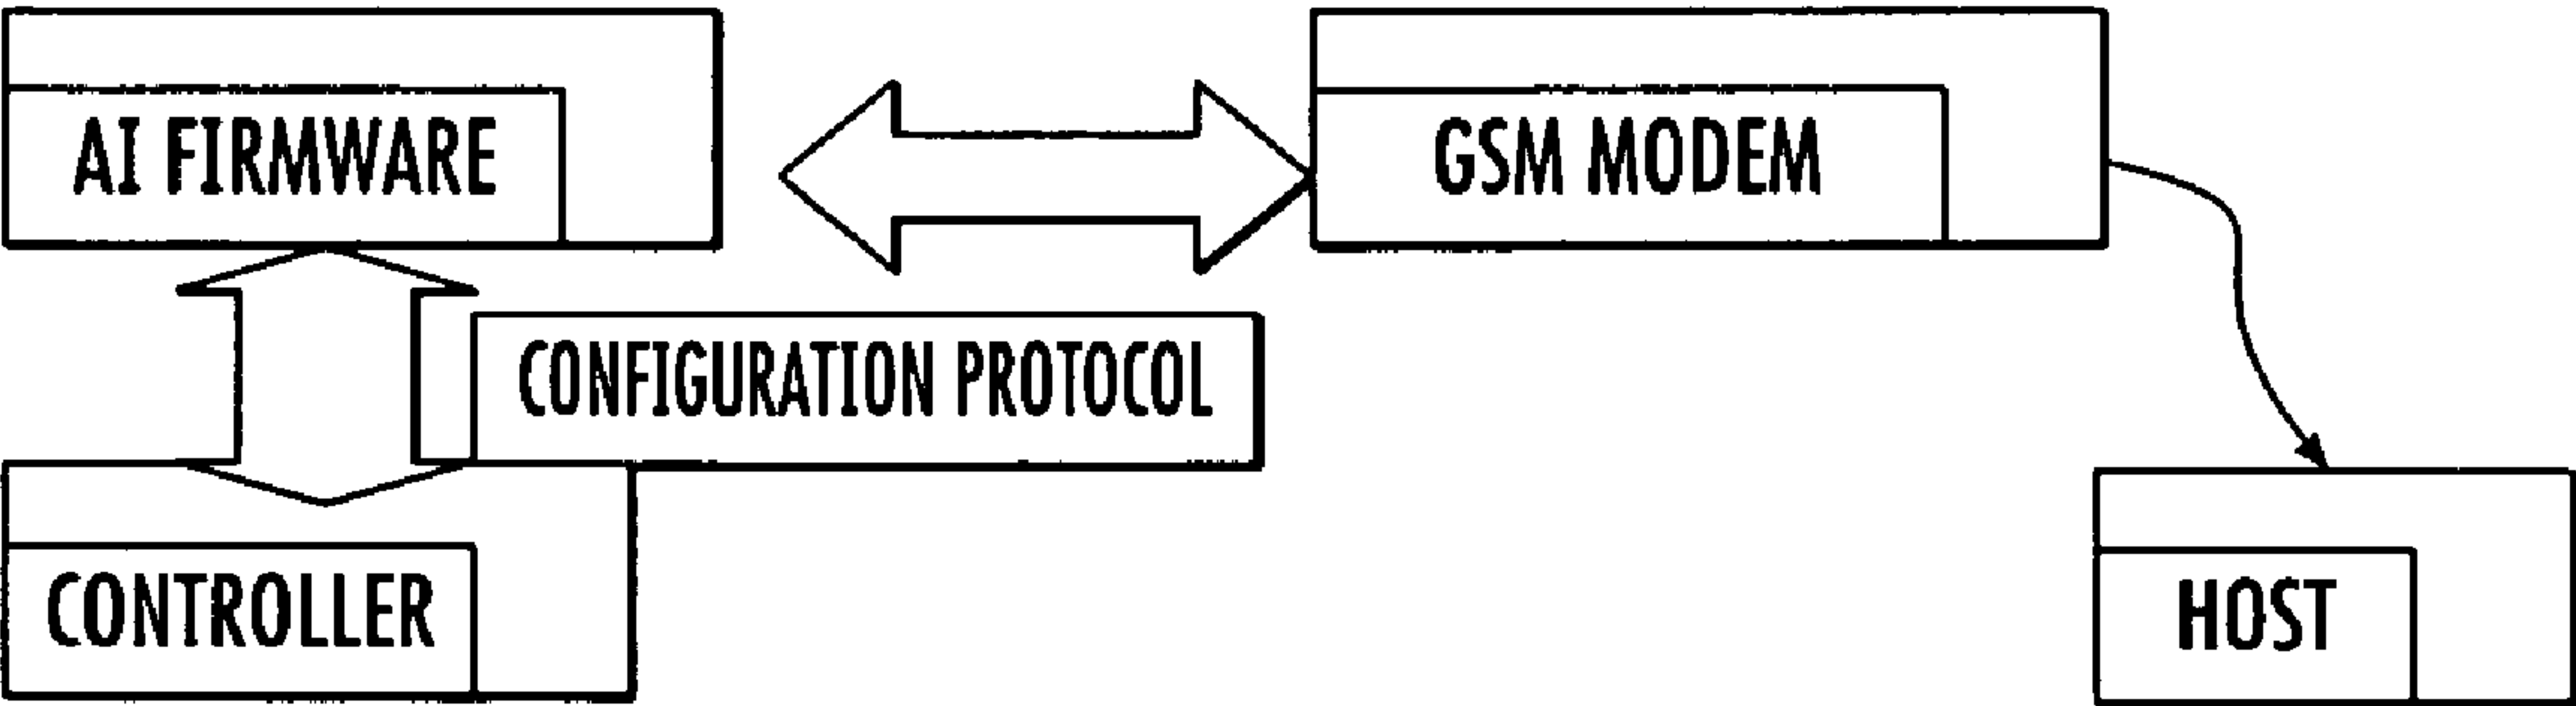 AI FIRMWARE
GSM MODEM
CONFIGURATION PROTOCOL
CONTROLLER
HOST